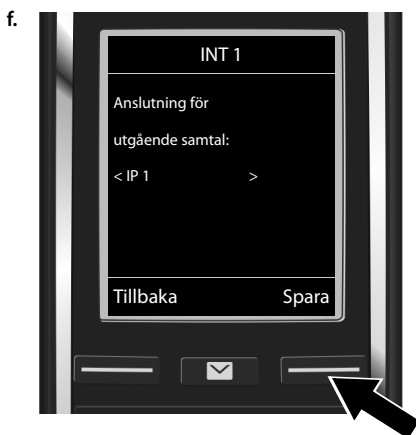 f.
INT 1
Anslutning för
utgående samtal:
< IP 1 >
Tillbaka Spara